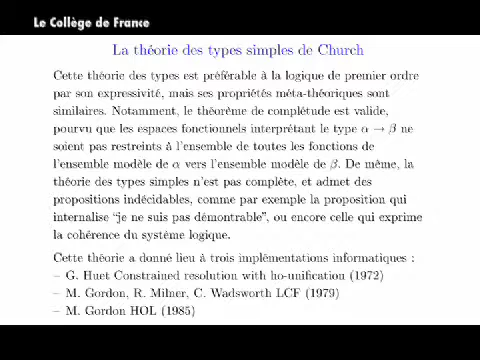 Le Collège de France
La théorie des types simples de Church
Cette théorie des types est préférable à la logique de premier ordre
par son expressivité, mais ses propriétés méta-théoriques sont
similaires. Notamment, le théorème de complétude est valide,
pourvu que les espaces fonctionnels interprétant le type α → β ne
soient pas restreints à l'ensemble de toutes les fonctions de
l'ensemble modèle de α vers l'ensemble modèle de β. De même, la
théorie des types simples n'est pas complète, et admet des
propositions indécidables, comme par exemple la proposition qui
internalise "je ne suis pas démontrable", ou encore celle qui exprime
la cohérence du système logique.
Cette théorie a donné lieu à trois implémentations informatiques :
– G. Huet Constrained resolution with ho-unification (1972)
– M. Gordon, R. Milner, C. Wadsworth LCF (1979)
– M. Gordon HOL (1985)